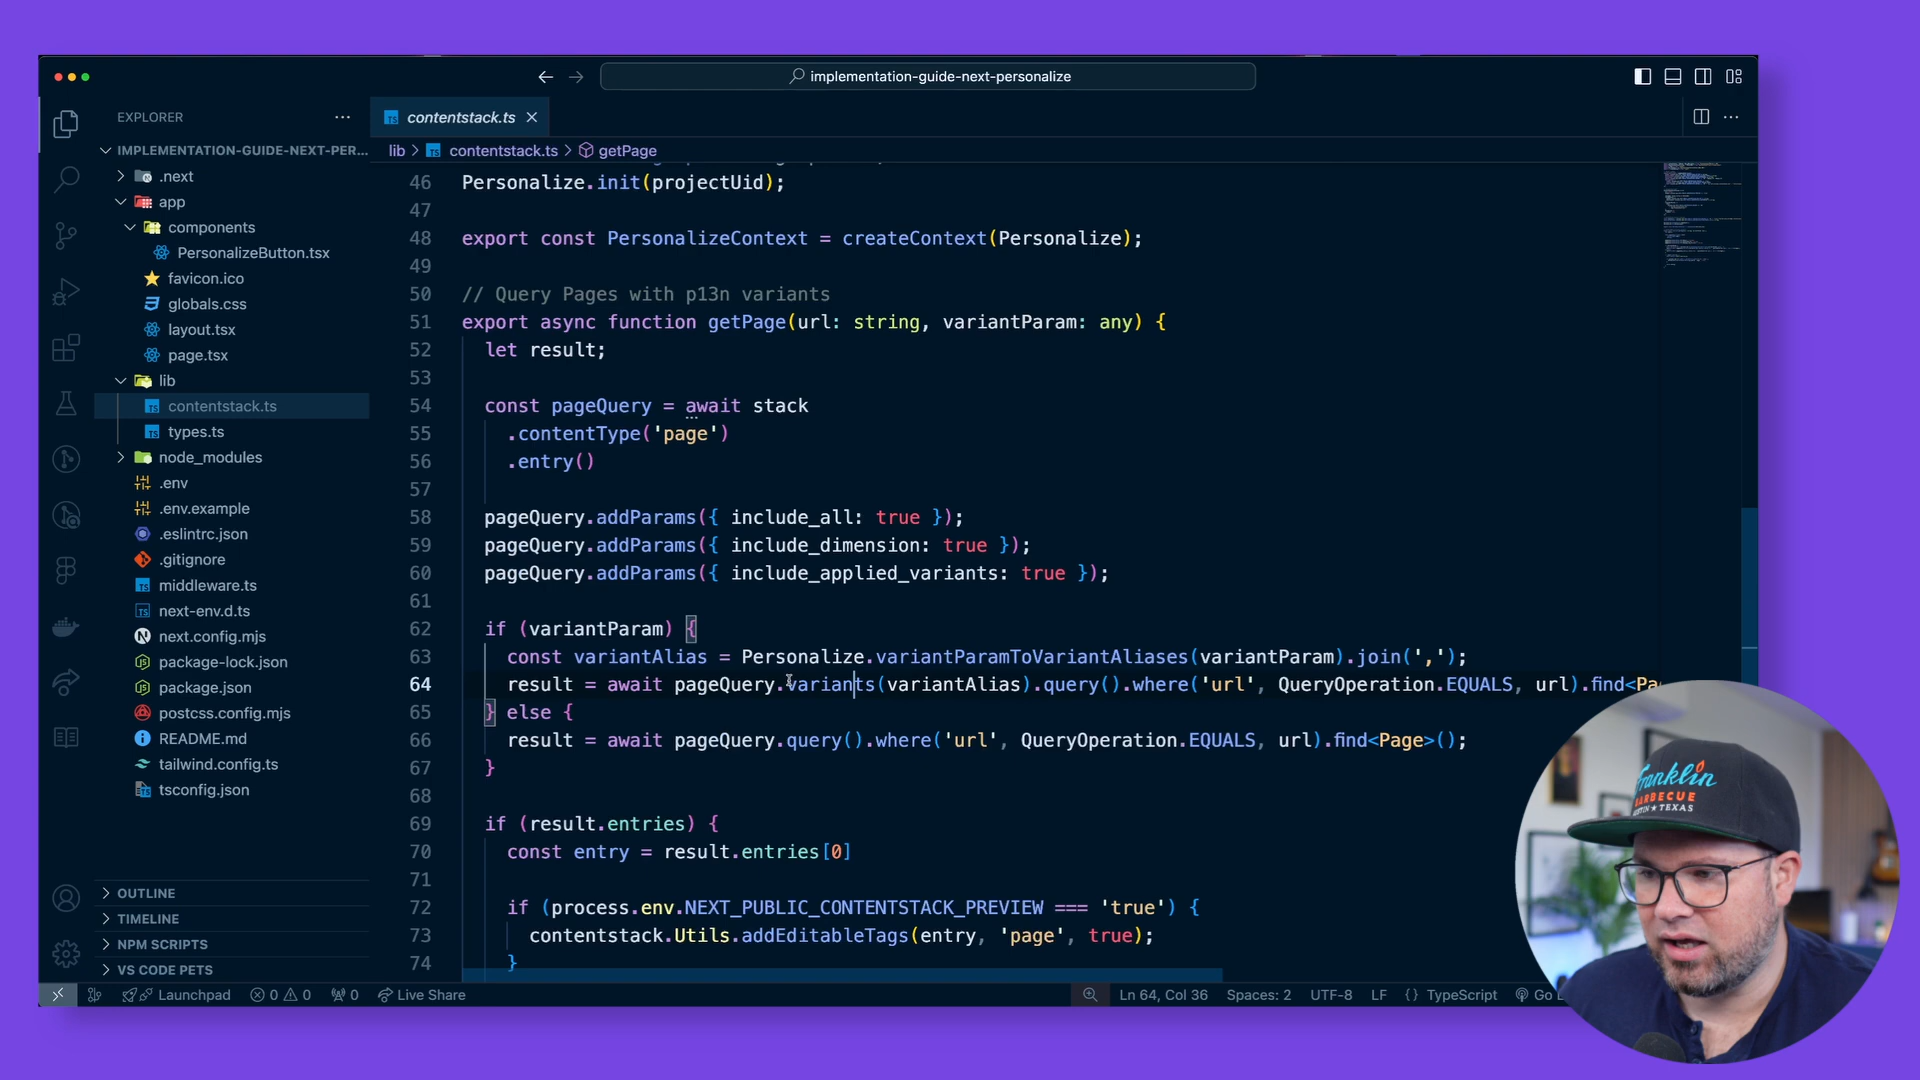 implementation-guide-next-personalize
EXPLORER
contentstack.ts
IMPLEMENTATION-GUIDE-NEXT-PER...
lib > contentstack.ts > getPage
.next
app
components
PersonalizeButton.tsx
favicon.ico
globals.css
layout.tsx
page.tsx
lib
contentstack.ts
types.ts
node_modules
.env
.env.example
.eslintrc.json
.gitignore
middleware.ts
next-env.d.ts
next.config.mjs
package-lock.json
package.json
postcss.config.mjs
README.md
tailwind.config.ts
tsconfig.json
OUTLINE
TIMELINE
NPM SCRIPTS
VS CODE PETS
46 Personalize.init(projectUid);
47
48 export const PersonalizeContext = createContext(Personalize);
49
50 // Query Pages with p13n variants
51 export async function getPage(url: string, variantParam: any) {
52 let result;
53
54 const pageQuery = await stack
55 .contentType('page')
56 .entry()
57
58 pageQuery.addParams({ include_all: true });
59 pageQuery.addParams({ include_dimension: true });
60 pageQuery.addParams({ include_applied_variants: true });
61
62 if (variantParam) {
63 const variantAlias = Personalize.variantParamToVariantAliases(variantParam).join(',');
64 result = await pageQuery.variants(variantAlias).query().where('url', QueryOperation.EQUALS, url).find<Pa
65 } else {
66 result = await pageQuery.query().where('url', QueryOperation.EQUALS, url).find<Page>();
67 }
68
69 if (result.entries) {
70 const entry = result.entries[0]
71
72 if (process.env.NEXT_PUBLIC_CONTENTSTACK_PREVIEW === 'true') {
73 contentstack.Utils.addEditableTags(entry, 'page', true);
74 }
Launchpad 0 0 0 Live Share Ln 64, Col 36 Spaces: 2 UTF-8 LF {} TypeScript Go
Franklin
BARBECUE
AUSTIN ★ TEXAS